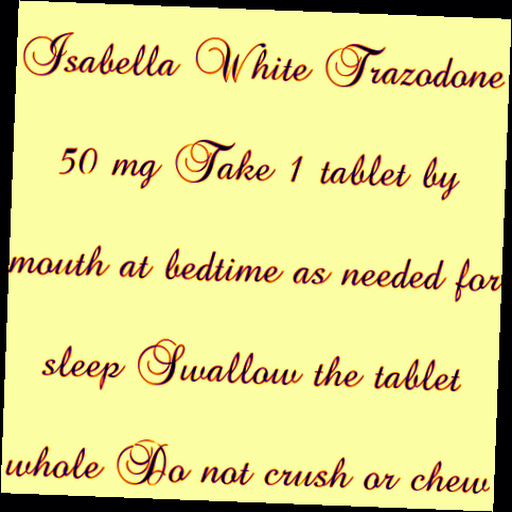 Isabella White Trazodone
50 mg Take 1 tablet by
mouth at bedtime as needed for
sleep Swallow the tablet
whole Do not crush or chew